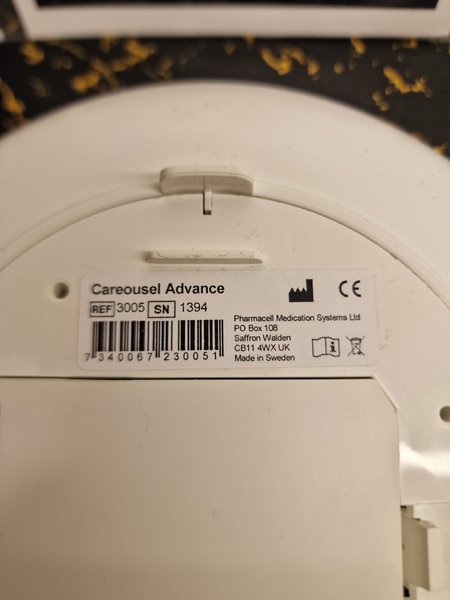 Careousel Advance
REF 3005 SN 1394
7 340067 230051
CE
Pharmacell Medication Systems Ltd
PO Box 108
Saffron Walden
CB11 4WX UK
Made in Sweden
i